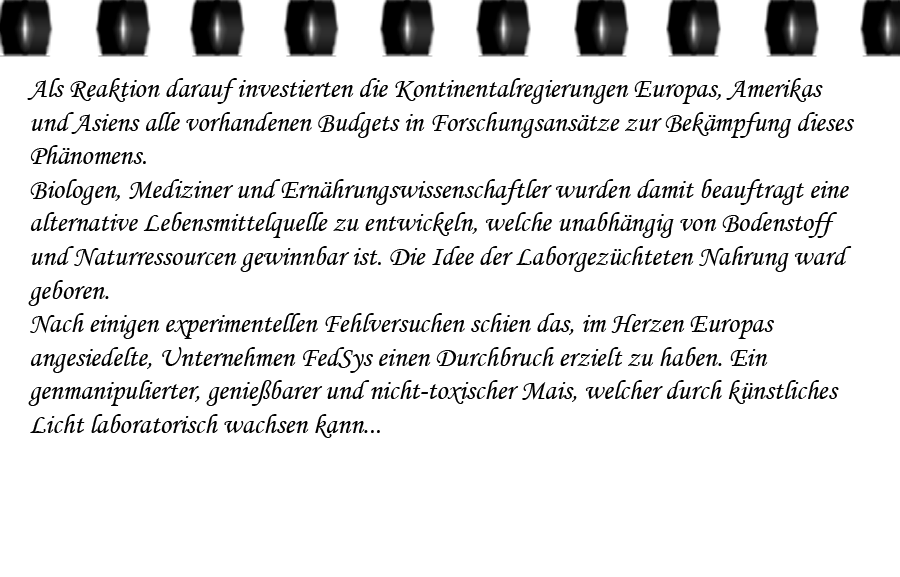 Als Reaktion darauf investierten die Kontinentalregierungen Europas, Amerikas
und Asiens alle vorhandenen Budgets in Forschungsansätze zur Bekämpfung dieses
Phänomens.
Biologen, Mediziner und Ernährungswissenschaftler wurden damit beauftragt eine
alternative Lebensmittelquelle zu entwickeln, welche unabhängig von Bodenstoff
und Naturressourcen gewinnbar ist. Die Idee der Laborgezüchteten Nahrung ward
geboren.
Nach einigen experimentellen Fehlversuchen schien das, im Herzen Europas
angesiedelte, Unternehmen FedSys einen Durchbruch erzielt zu haben. Ein
genmanipulierter, genießbarer und nicht-toxischer Mais, welcher durch künstliches
Licht laboratorisch wachsen kann...